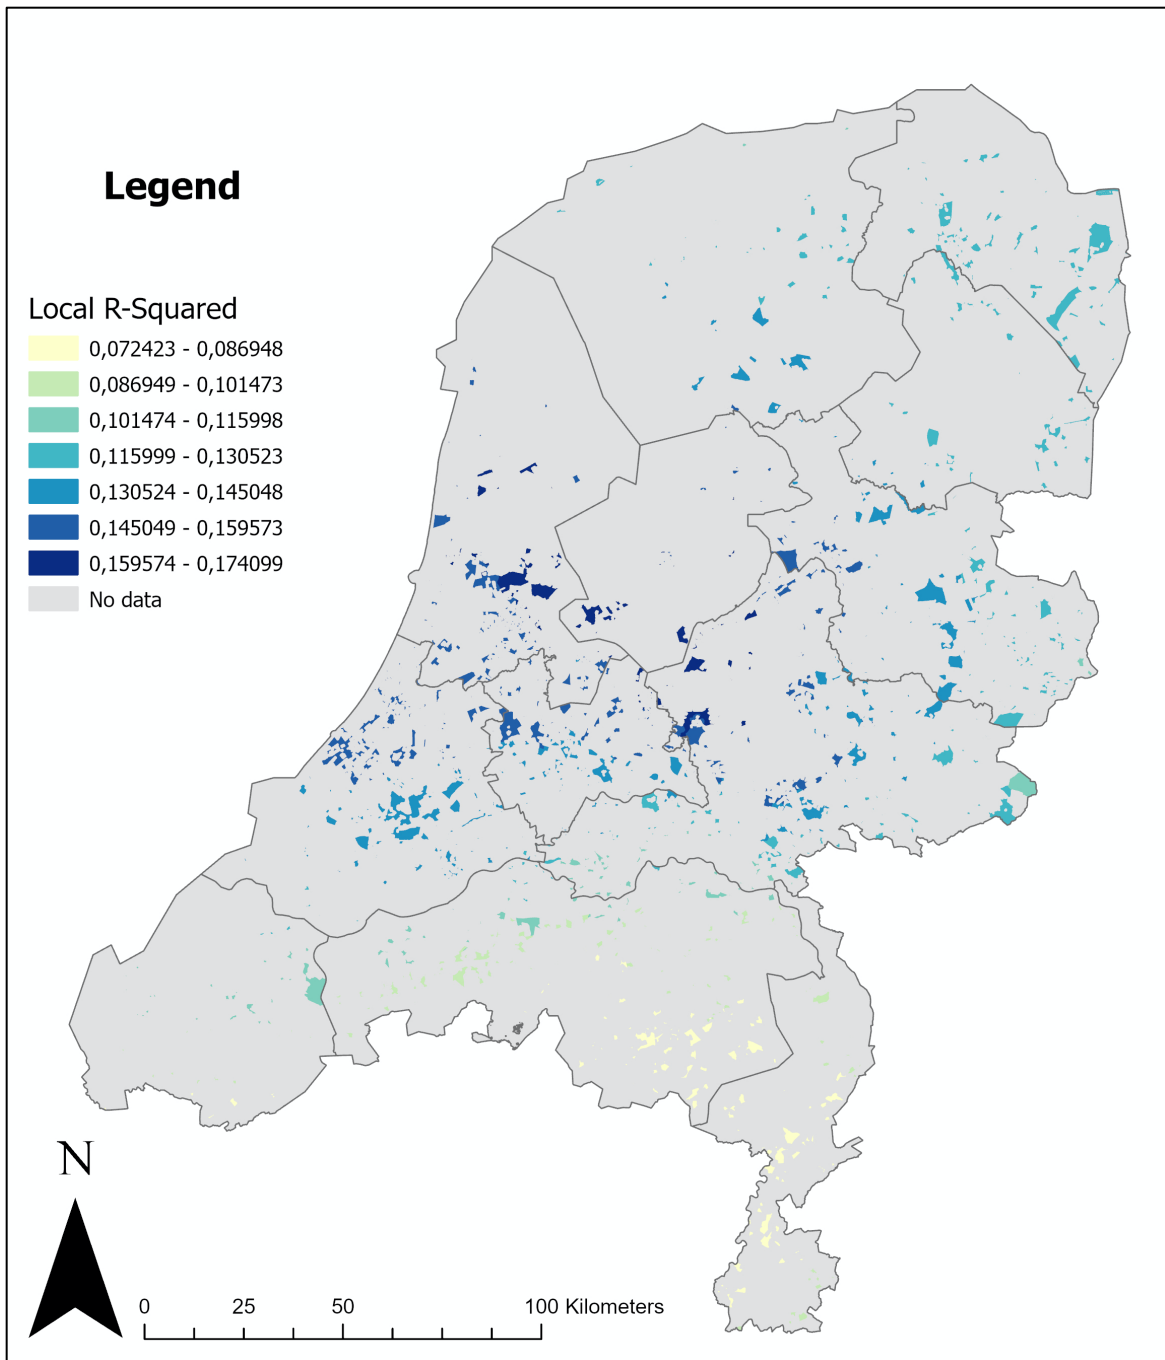 Legend
Local R-Squared
0,072423 - 0,086948
0,086949 - 0,101473
0,101474 - 0,115998
0,115999 - 0,130523
0,130524 - 0,145048
0,145049 - 0,159573
0,159574 - 0,174099
No data
N
0 25 50 100 Kilometers